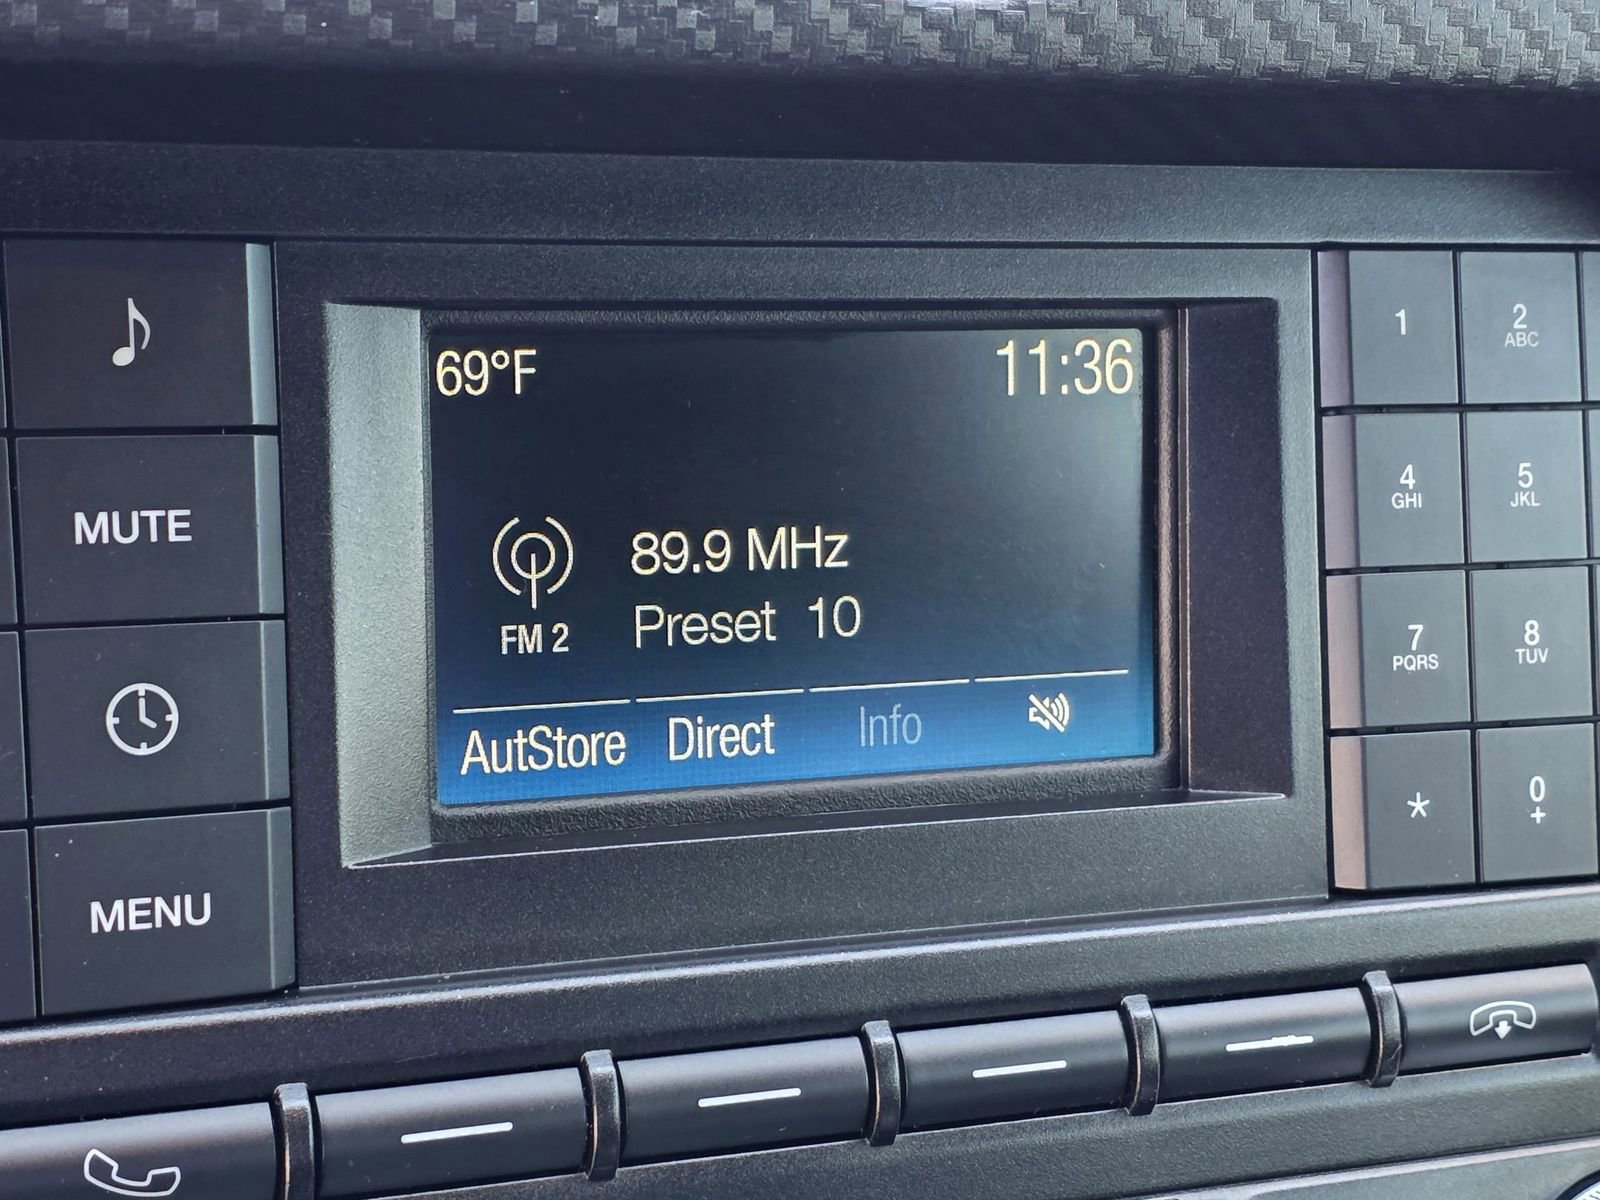 69°F
11:36
89.9 MHz
Preset 10
FM 2
AutStore
Direct
Info
MUTE
MENU
1
2
ABC
4
GHI
5
JKL
7
PQRS
8
TUV
*
0
+